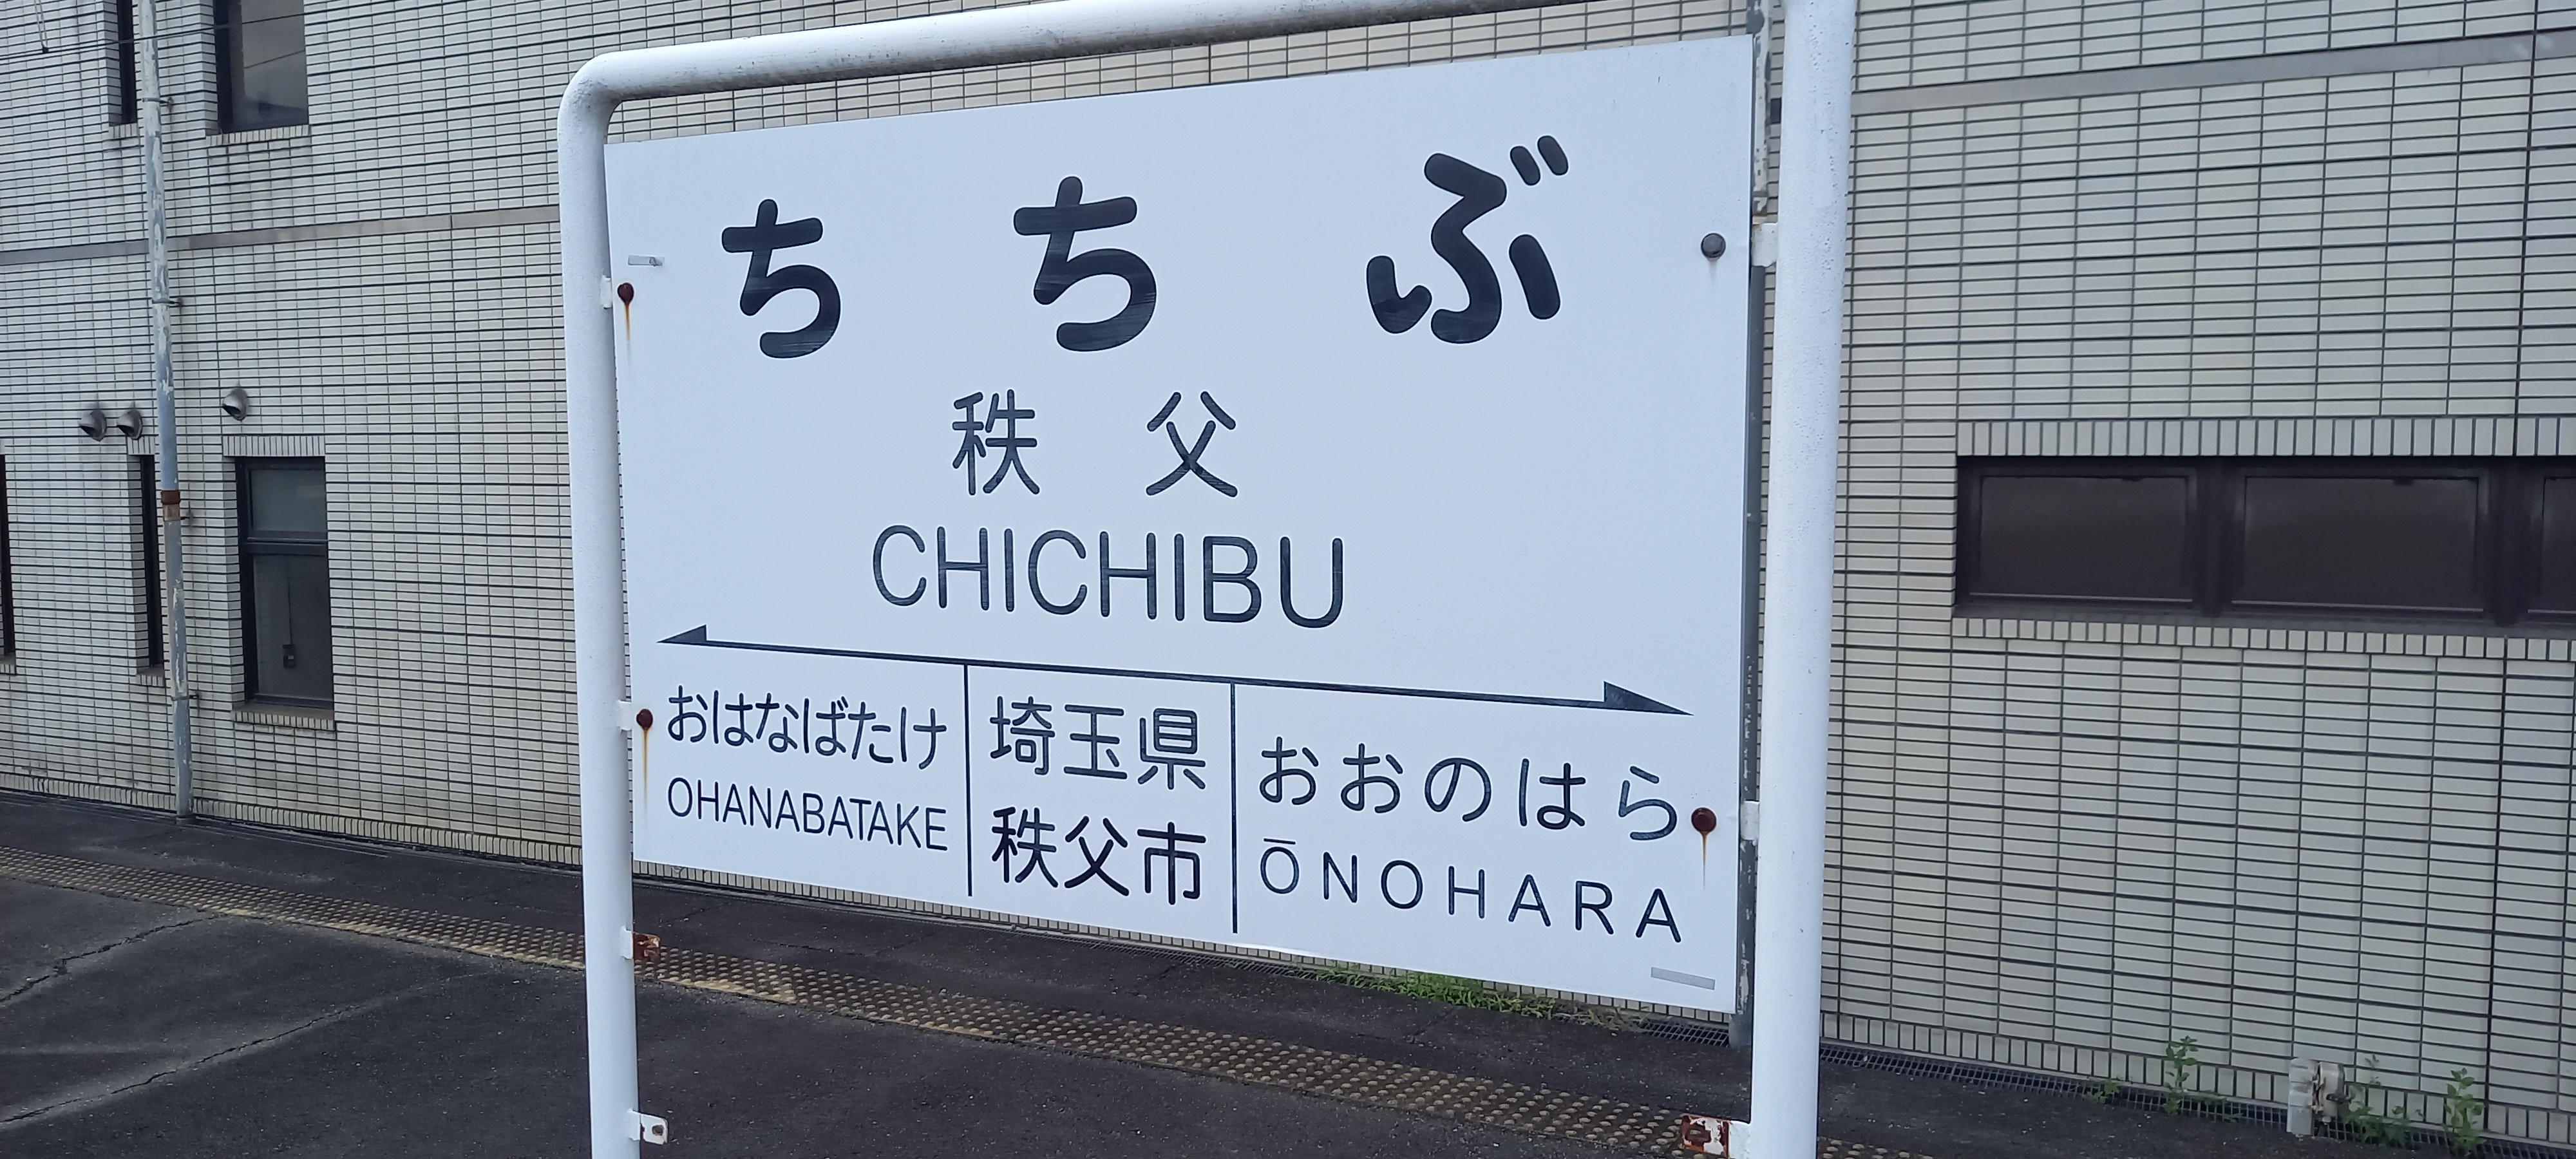 ちちぶ
秩父
CHICHIBU
おはなばたけ
OHANABATAKE
埼玉県
秩父市
おおのはら
ŌNOHARA